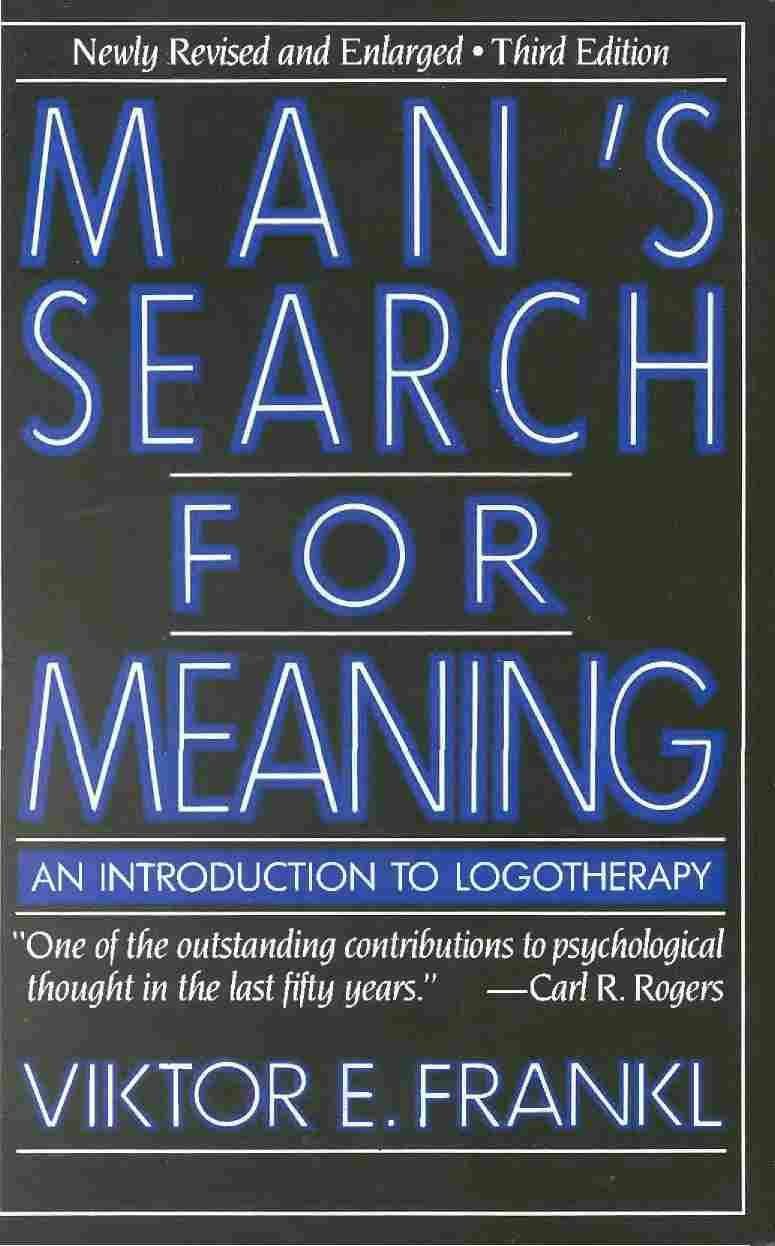 Newly Revised and Enlarged • Third Edition
MAN'S
SEARCH
FOR
MEANING
AN INTRODUCTION TO LOGOTHERAPY
"One of the outstanding contributions to psychological
thought in the last fifty years." —Carl R. Rogers
VIKTOR E. FRANKL